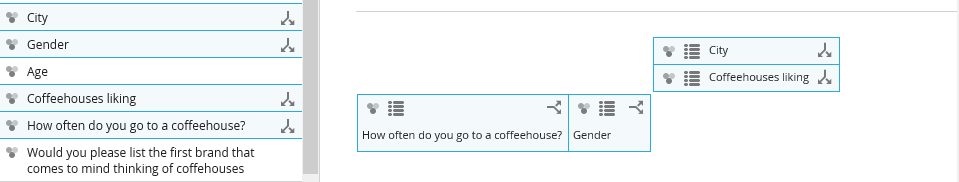 City
Gender
Age
Coffeehouses liking
How often do you go to a coffeehouse?
Would you please list the first brand that
comes to mind thinking of coffehouses
City
Coffeehouses liking
How often do you go to a coffeehouse?
Gender